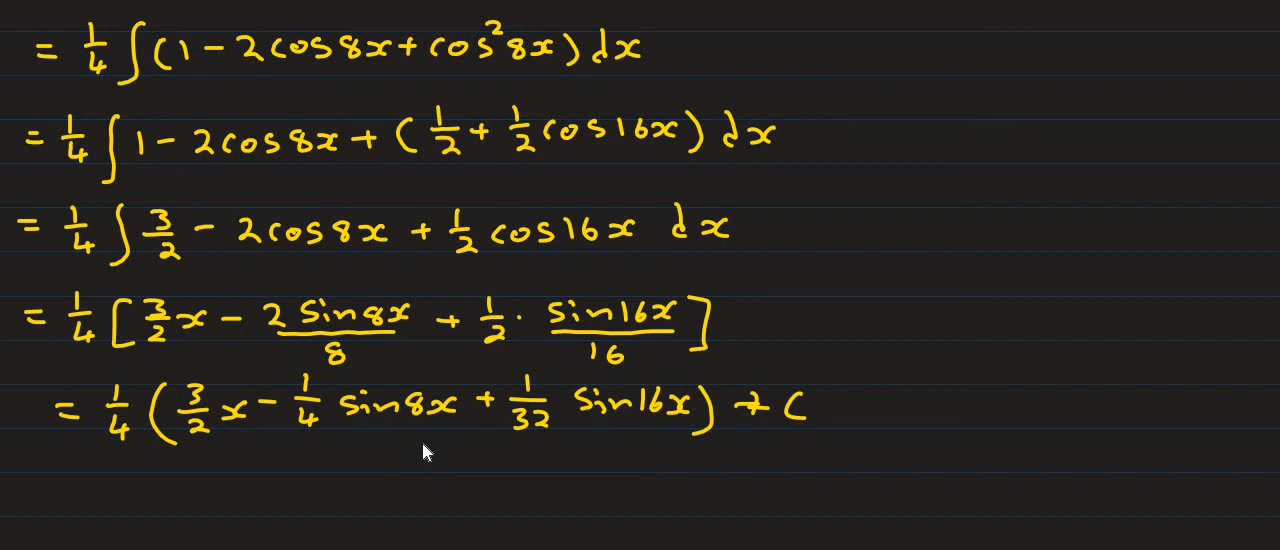 = 1/4 ∫ (1 − 2cos8x + cos²8x) dx
= 1/4 ∫ 1 − 2cos8x + (1/2 + 1/2 cos16x) dx
= 1/4 ∫ 3/2 − 2cos8x + 1/2 cos16x dx
= 1/4 [3/2 x − 2 sin8x/8 + 1/2 · sin16x/16]
= 1/4 (3/2 x − 1/4 sin8x + 1/32 sin16x) + C